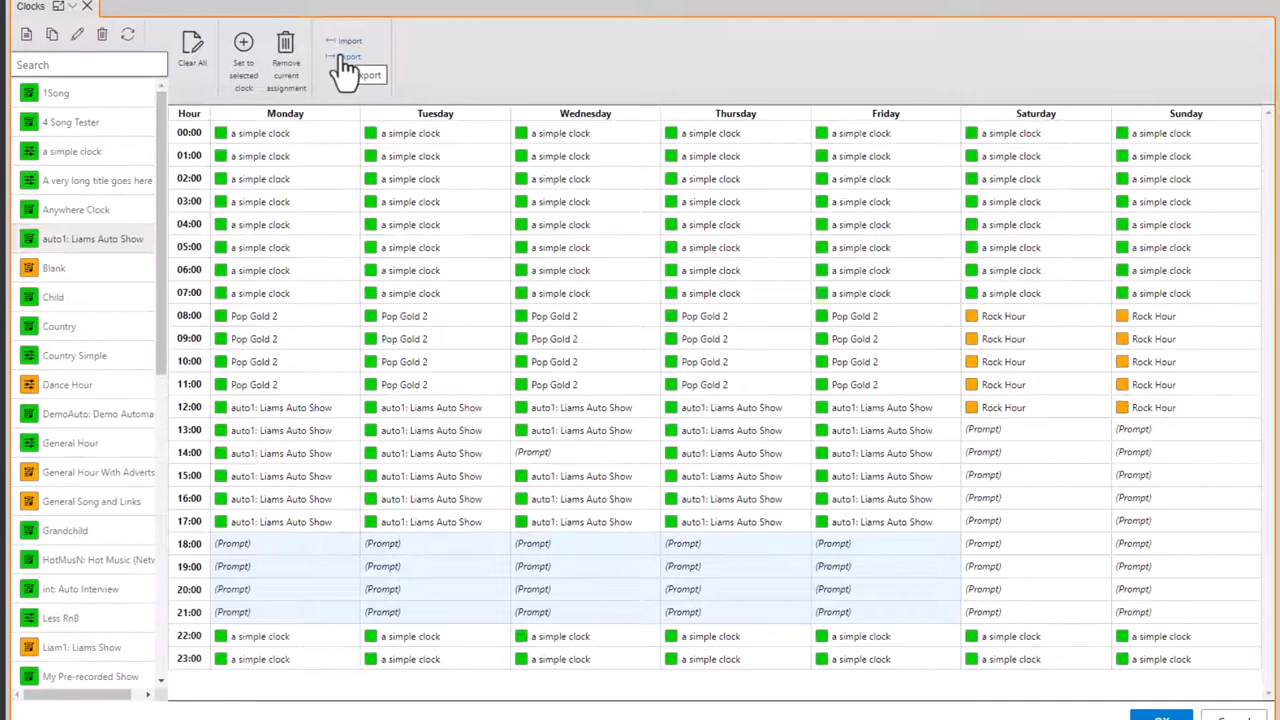 Clocks
Import
Export
Clear All
Set to selected clock
Remove current assignment
Search
1Song
4 Song Tester
a simple clock
A very long title goes here
Anywhere Clock
auto1: Liams Auto Show
Blank
Child
Country
Country Simple
Dance Hour
DemoAuto: Demo Automa
General Hour
General Hour With Adverts
General Song and Links
Grandchild
HotMusN: Hot Music (Netw
int: Auto Interview
Less RnB
Liam1: Liams Show
My Pre-recorded Show
Hour Monday Tuesday Wednesday Thursday Friday Saturday Sunday
00:00 a simple clock a simple clock a simple clock a simple clock a simple clock a simple clock a simple clock
01:00 a simple clock a simple clock a simple clock a simple clock a simple clock a simple clock a simple clock
02:00 a simple clock a simple clock a simple clock a simple clock a simple clock a simple clock a simple clock
03:00 a simple clock a simple clock a simple clock a simple clock a simple clock a simple clock a simple clock
04:00 a simple clock a simple clock a simple clock a simple clock a simple clock a simple clock a simple clock
05:00 a simple clock a simple clock a simple clock a simple clock a simple clock a simple clock a simple clock
06:00 a simple clock a simple clock a simple clock a simple clock a simple clock a simple clock a simple clock
07:00 a simple clock a simple clock a simple clock a simple clock a simple clock a simple clock a simple clock
08:00 Pop Gold 2 Pop Gold 2 Pop Gold 2 Pop Gold 2 Pop Gold 2 Rock Hour Rock Hour
09:00 Pop Gold 2 Pop Gold 2 Pop Gold 2 Pop Gold 2 Pop Gold 2 Rock Hour Rock Hour
10:00 Pop Gold 2 Pop Gold 2 Pop Gold 2 Pop Gold 2 Pop Gold 2 Rock Hour Rock Hour
11:00 Pop Gold 2 Pop Gold 2 Pop Gold 2 Pop Gold 2 Pop Gold 2 Rock Hour Rock Hour
12:00 auto1: Liams Auto Show auto1: Liams Auto Show auto1: Liams Auto Show auto1: Liams Auto Show auto1: Liams Auto Show Rock Hour Rock Hour
13:00 auto1: Liams Auto Show auto1: Liams Auto Show auto1: Liams Auto Show auto1: Liams Auto Show auto1: Liams Auto Show (Prompt) (Prompt)
14:00 auto1: Liams Auto Show auto1: Liams Auto Show (Prompt) auto1: Liams Auto Show auto1: Liams Auto Show (Prompt) (Prompt)
15:00 auto1: Liams Auto Show auto1: Liams Auto Show auto1: Liams Auto Show auto1: Liams Auto Show auto1: Liams Auto Show (Prompt) (Prompt)
16:00 auto1: Liams Auto Show auto1: Liams Auto Show auto1: Liams Auto Show auto1: Liams Auto Show auto1: Liams Auto Show (Prompt) (Prompt)
17:00 auto1: Liams Auto Show auto1: Liams Auto Show auto1: Liams Auto Show auto1: Liams Auto Show auto1: Liams Auto Show (Prompt) (Prompt)
18:00 (Prompt) (Prompt) (Prompt) (Prompt) (Prompt) (Prompt) (Prompt)
19:00 (Prompt) (Prompt) (Prompt) (Prompt) (Prompt) (Prompt) (Prompt)
20:00 (Prompt) (Prompt) (Prompt) (Prompt) (Prompt) (Prompt) (Prompt)
21:00 (Prompt) (Prompt) (Prompt) (Prompt) (Prompt) (Prompt) (Prompt)
22:00 a simple clock a simple clock a simple clock a simple clock a simple clock a simple clock a simple clock
23:00 a simple clock a simple clock a simple clock a simple clock a simple clock a simple clock a simple clock